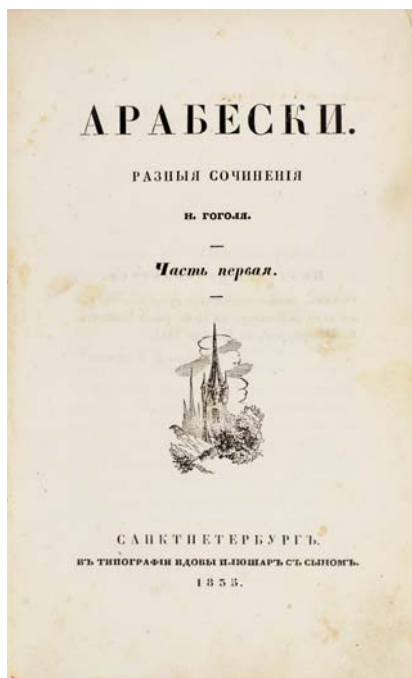 АРАБЕСКИ.
РАЗНЫЯ СОЧИНЕНІЯ
Н. ГОГОЛЯ.
Часть первая.
САНКТПЕТЕРБУРГЪ.
ВЪ ТИПОГРАФІИ ВДОВЫ ПЛЮШАРЪ СЪ СЫНОМЪ.
1835.